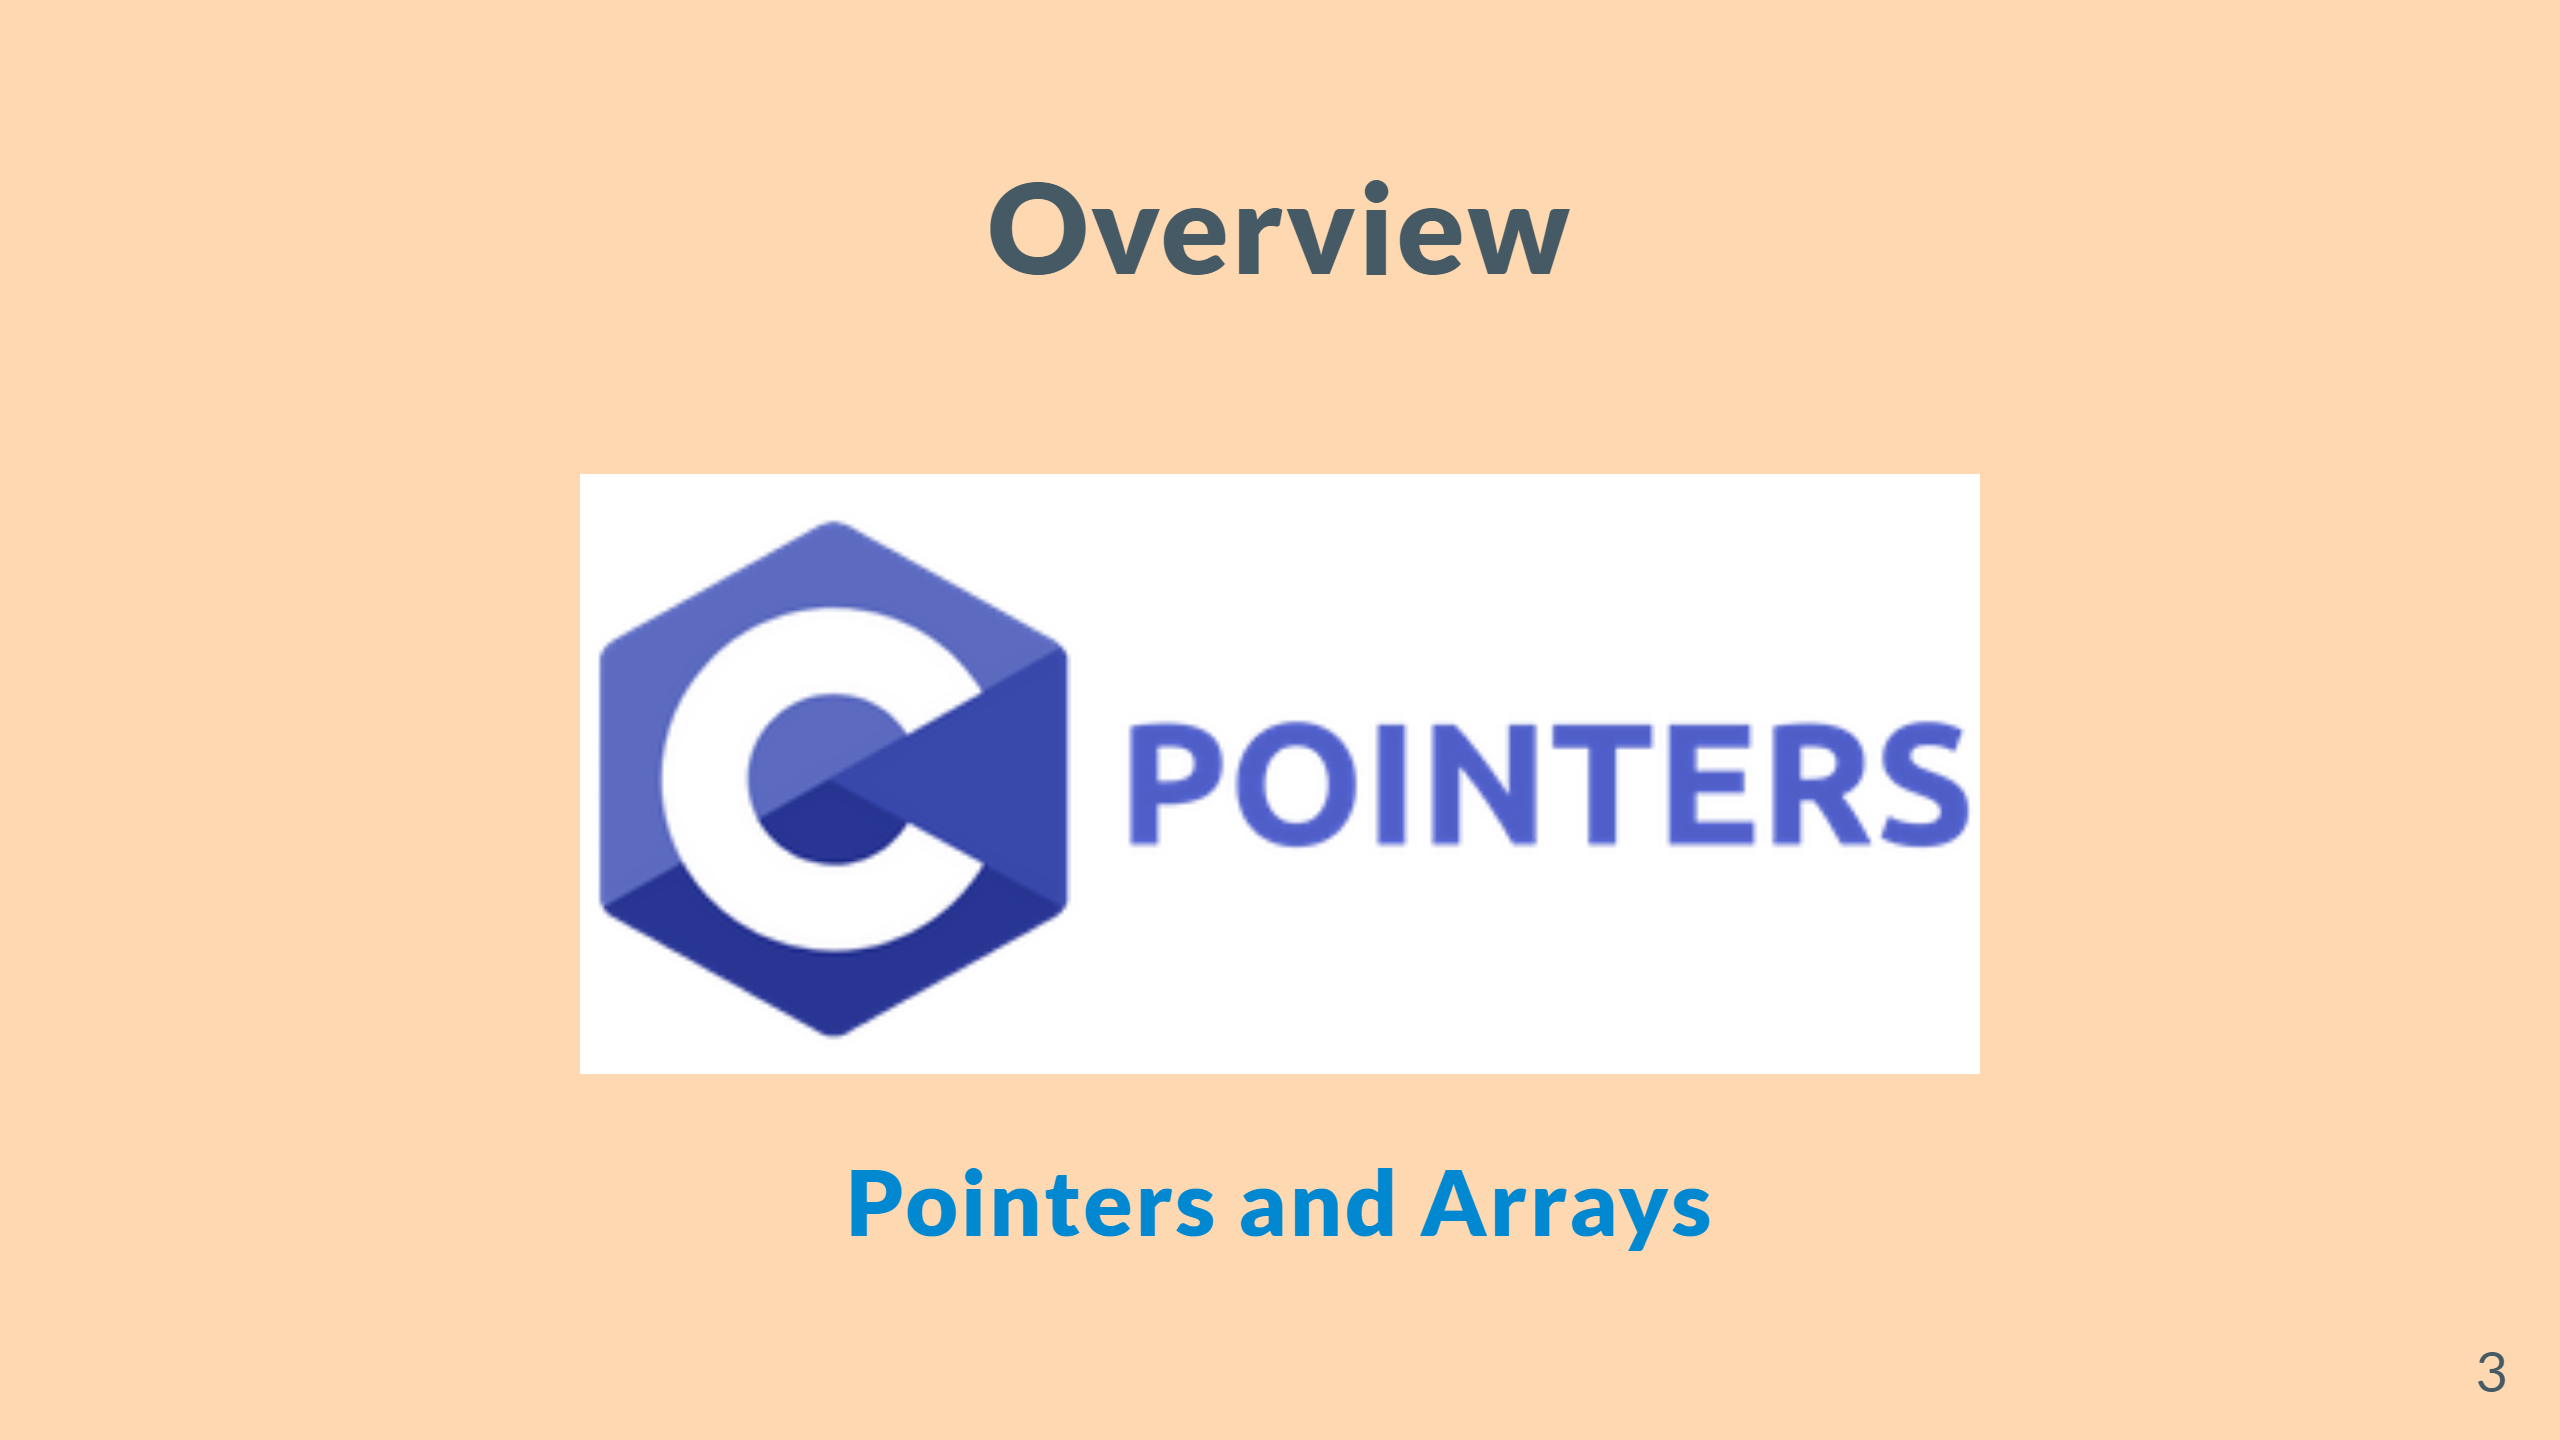 Overview
C POINTERS
Pointers and Arrays
3